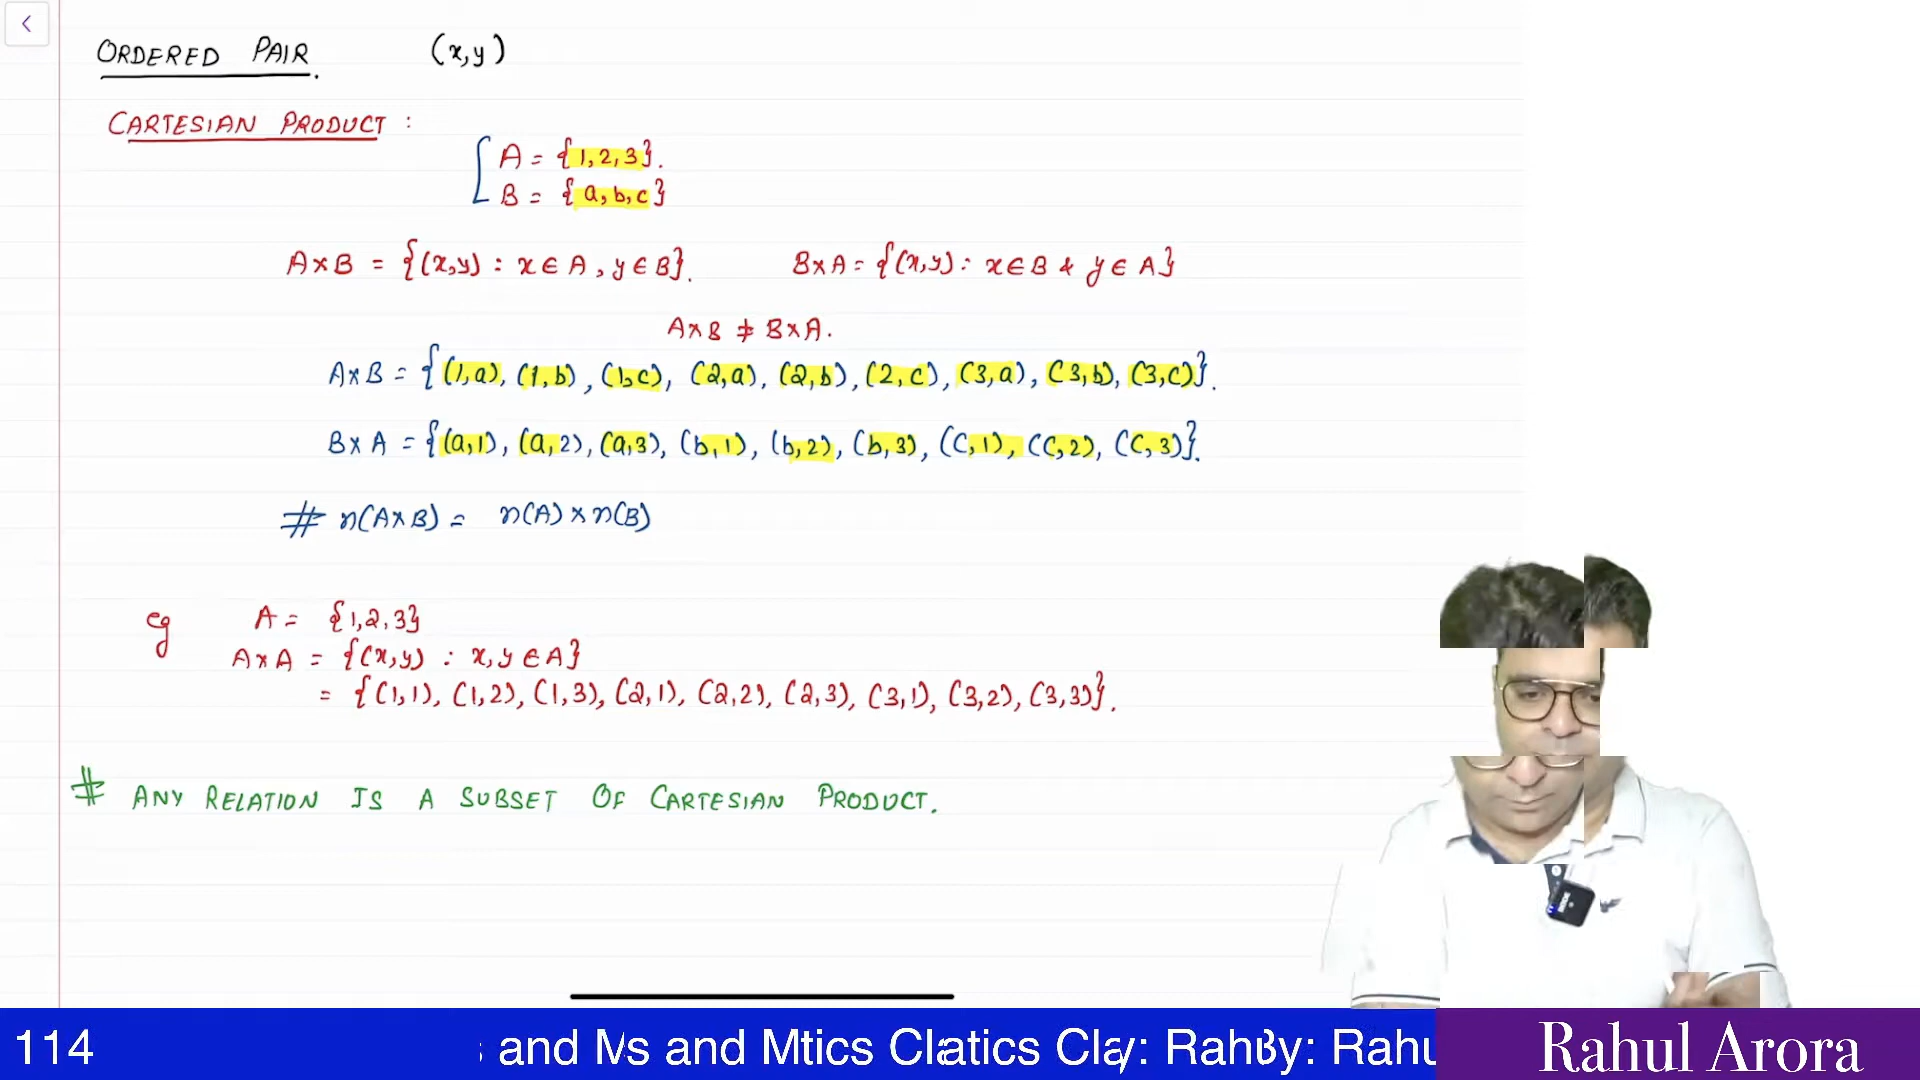 ORDERED PAIR. (x,y)
CARTESIAN PRODUCT :
A = {1,2,3}.
B = {a,b,c}
A×B = {(x,y) : x∈A, y∈B}. B×A = {(x,y) : x∈B & y∈A}
A×B ≠ B×A.
A×B = {(1,a), (1,b), (1,c), (2,a), (2,b), (2,c), (3,a), (3,b), (3,c)}.
B×A = {(a,1), (a,2), (a,3), (b,1), (b,2), (b,3), (c,1), (c,2), (c,3)}.
# n(A×B) = n(A)×n(B)
eg A = {1,2,3}
A×A = {(x,y) : x,y∈A}
= {(1,1), (1,2), (1,3), (2,1), (2,2), (2,3), (3,1), (3,2), (3,3)}.
# ANY RELATION IS A SUBSET OF CARTESIAN PRODUCT.
114
and
Rahul Arora